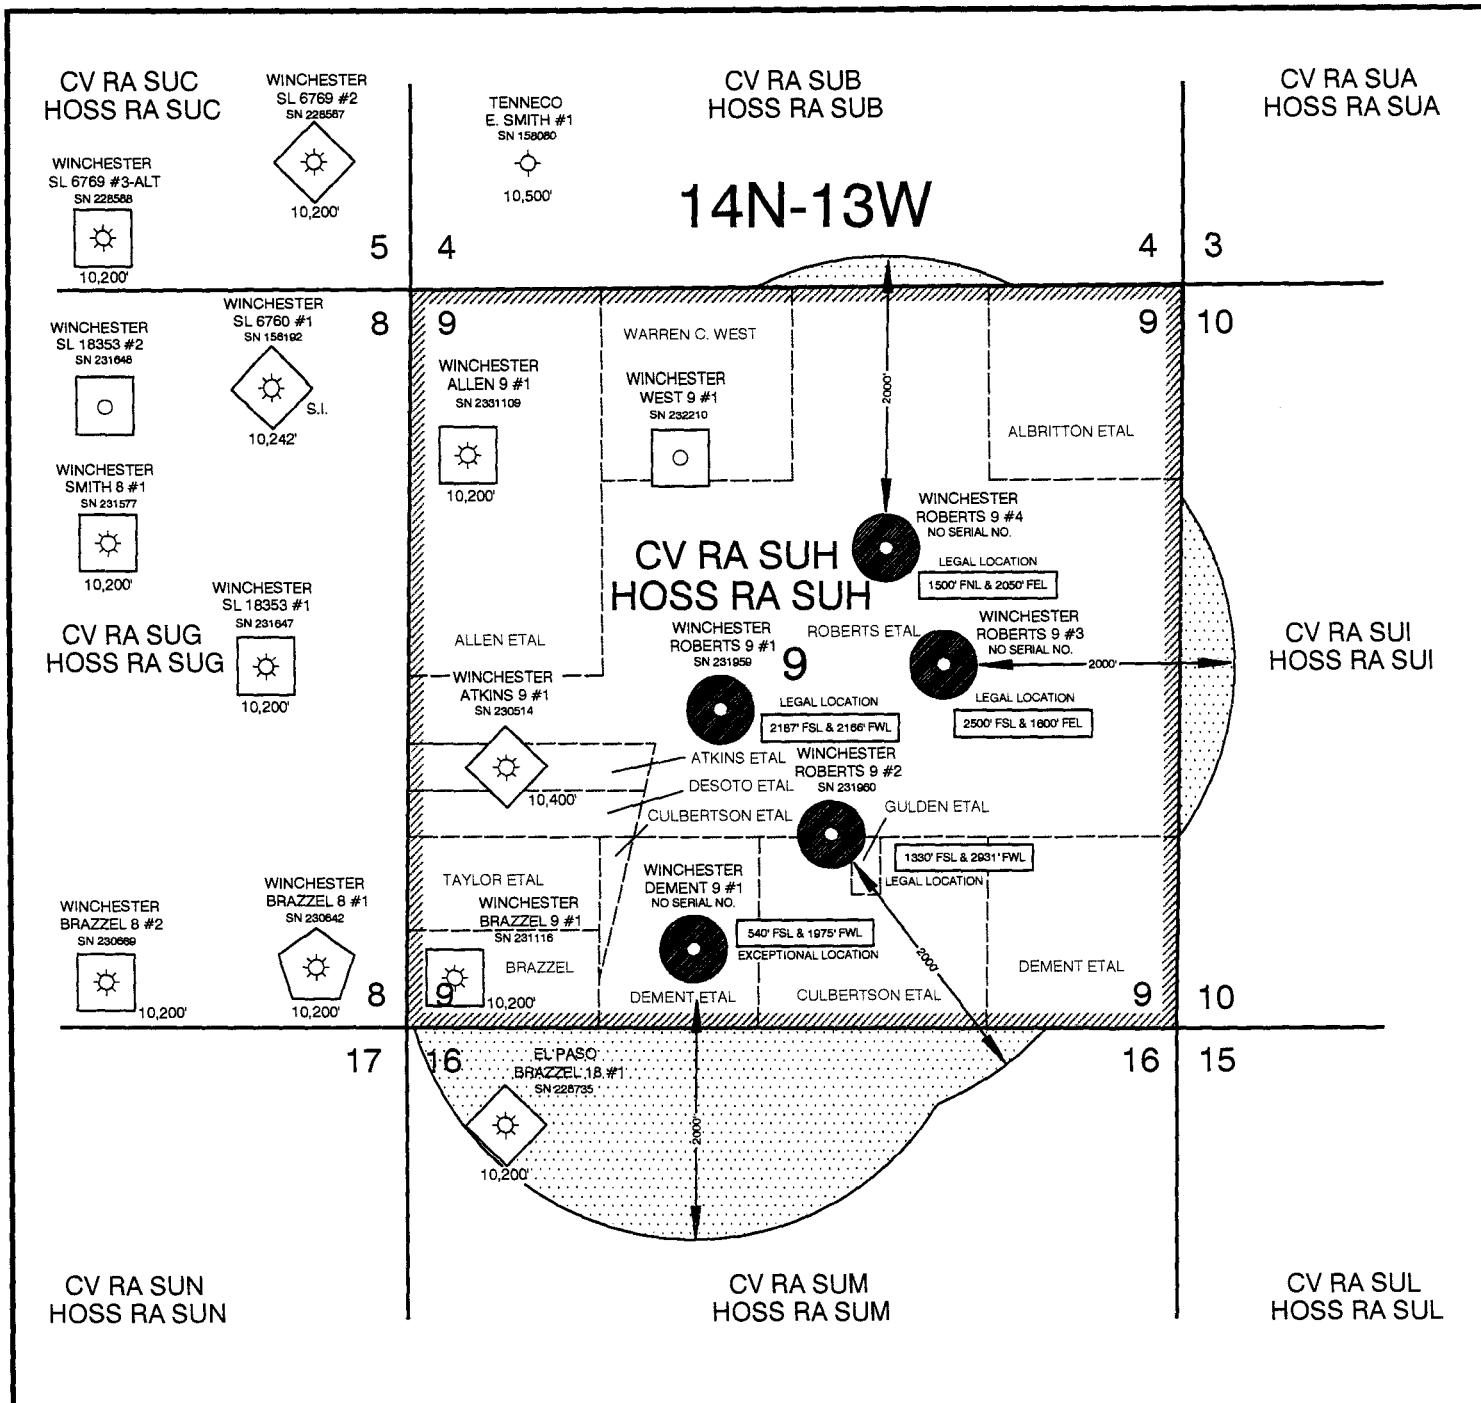 CV RA SUC
HOSS RA SUC
WINCHESTER
SL 6769 #2
SN 228587
10,200'
WINCHESTER
SL 6769 #3-ALT
SN 228588
10,200'
TENNECO
E. SMITH #1
SN 158080
10,500'
CV RA SUB
HOSS RA SUB
CV RA SUA
HOSS RA SUA
14N-13W
5
4
4
3
WINCHESTER
SL 18353 #2
SN 231648
WINCHESTER
SL 6760 #1
SN 156192
S.I.
10,242'
8
9
9
10
WINCHESTER
ALLEN 9 #1
SN 2331109
10,200'
WARREN C. WEST
WINCHESTER
WEST 9 #1
SN 232210
2000'
ALBRITTON ETAL
WINCHESTER
SMITH 8 #1
SN 231577
10,200'
WINCHESTER
ROBERTS 9 #4
NO SERIAL NO.
LEGAL LOCATION
1500' FNL & 2050' FEL
CV RA SUH
HOSS RA SUH
WINCHESTER
SL 18353 #1
SN 231647
10,200'
CV RA SUG
HOSS RA SUG
ALLEN ETAL
WINCHESTER
ROBERTS 9 #1
SN 231959
9
ROBERTS ETAL
WINCHESTER
ROBERTS 9 #3
NO SERIAL NO.
2000'
CV RA SUI
HOSS RA SUI
LEGAL LOCATION
2187' FSL & 2166' FWL
LEGAL LOCATION
2500' FSL & 1600' FEL
WINCHESTER
ATKINS 9 #1
SN 230514
10,400'
ATKINS ETAL
DESOTO ETAL
CULBERTSON ETAL
WINCHESTER
ROBERTS 9 #2
SN 231960
GULDEN ETAL
1330' FSL & 2931' FWL
LEGAL LOCATION
TAYLOR ETAL
WINCHESTER
BRAZZEL 9 #1
SN 231116
BRAZZEL
10,200'
WINCHESTER
DEMENT 9 #1
NO SERIAL NO.
540' FSL & 1975' FWL
EXCEPTIONAL LOCATION
2000'
DEMENT ETAL
CULBERTSON ETAL
DEMENT ETAL
WINCHESTER
BRAZZEL 8 #2
SN 230669
10,200'
WINCHESTER
BRAZZEL 8 #1
SN 230642
10,200'
8
9
9
10
17
16
16
15
EL PASO
BRAZZEL 16 #1
SN 228735
10,200'
2000'
CV RA SUN
HOSS RA SUN
CV RA SUM
HOSS RA SUM
CV RA SUL
HOSS RA SUL